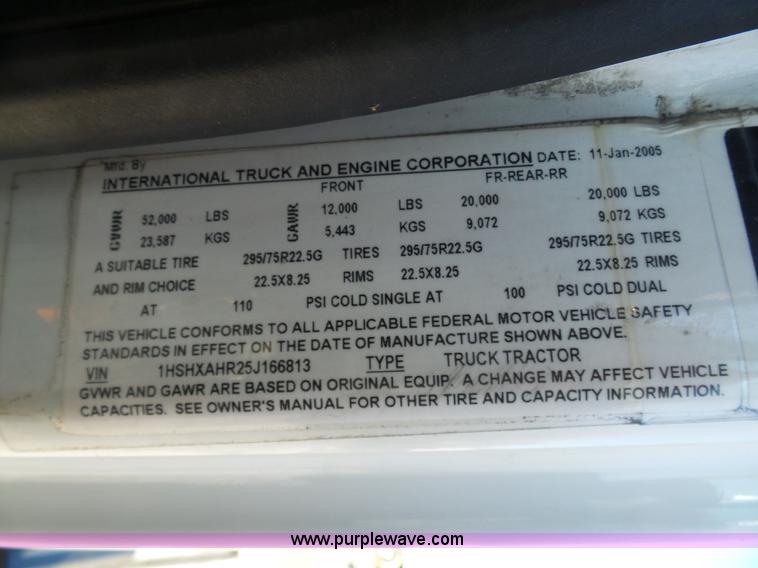 Mfd. By
INTERNATIONAL TRUCK AND ENGINE CORPORATION DATE: 11-Jan-2005
FRONT FR-REAR-RR
GVWR 52,000 LBS GAWR 12,000 LBS 20,000 20,000 LBS
23,587 KGS 5,443 KGS 9,072 9,072 KGS
A SUITABLE TIRE 295/75R22.5G TIRES 295/75R22.5G 295/75R22.5G TIRES
AND RIM CHOICE 22.5X8.25 RIMS 22.5X8.25 22.5X8.25 RIMS
AT 110 PSI COLD SINGLE AT 100 PSI COLD DUAL
THIS VEHICLE CONFORMS TO ALL APPLICABLE FEDERAL MOTOR VEHICLE SAFETY
STANDARDS IN EFFECT ON THE DATE OF MANUFACTURE SHOWN ABOVE.
VIN 1HSHXAHR25J166813 TYPE TRUCK TRACTOR
GVWR AND GAWR ARE BASED ON ORIGINAL EQUIP. A CHANGE MAY AFFECT VEHICLE
CAPACITIES. SEE OWNER'S MANUAL FOR OTHER TIRE AND CAPACITY INFORMATION.
www.purplewave.com